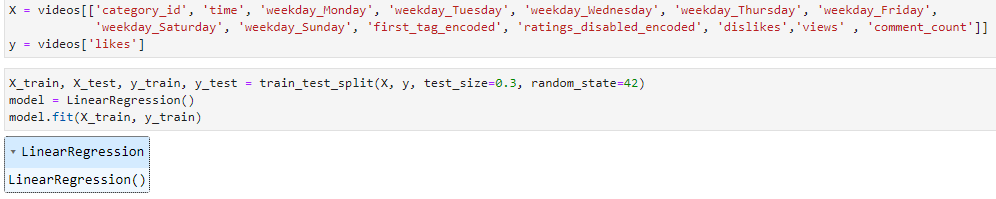 X = videos[['category_id', 'time', 'weekday_Monday', 'weekday_Tuesday', 'weekday_Wednesday', 'weekday_Thursday', 'weekday_Friday',
'weekday_Saturday', 'weekday_Sunday', 'first_tag_encoded', 'ratings_disabled_encoded', 'dislikes','views' , 'comment_count']]
y = videos['likes']
X_train, X_test, y_train, y_test = train_test_split(X, y, test_size=0.3, random_state=42)
model = LinearRegression()
model.fit(X_train, y_train)
▾ LinearRegression
LinearRegression()